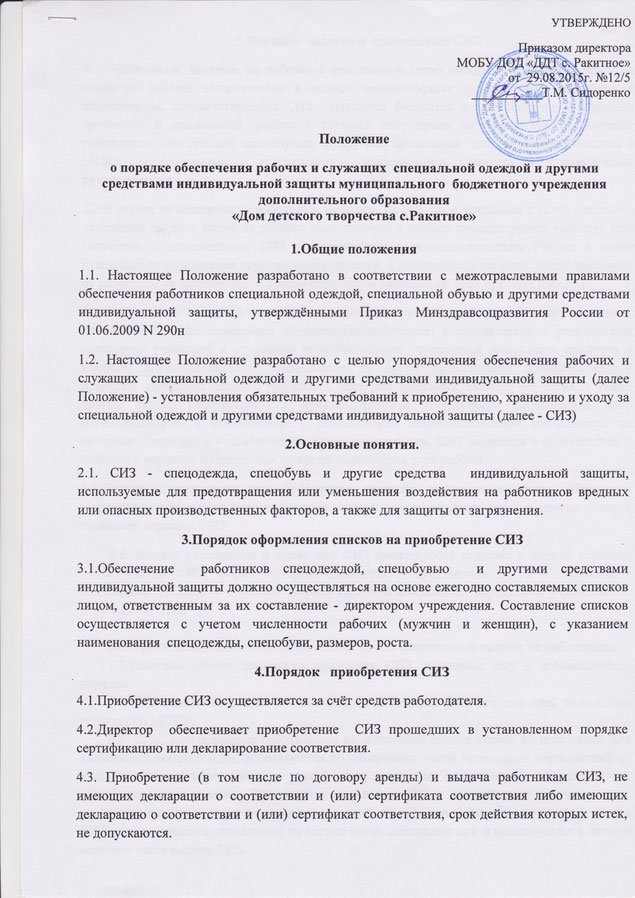 УТВЕРЖДЕНО
Приказом директора
МОБУ ДОД «ДДТ с. Ракитное»
от 29.08.2015г. №12/5
Т.М. Сидоренко
Положение
о порядке обеспечения рабочих и служащих специальной одеждой и другими
средствами индивидуальной защиты муниципального бюджетного учреждения
дополнительного образования
«Дом детского творчества с.Ракитное»
1.Общие положения
1.1. Настоящее Положение разработано в соответствии с межотраслевыми правилами
обеспечения работников специальной одеждой, специальной обувью и другими средствами
индивидуальной защиты, утверждёнными Приказ Минздравсоцразвития России от
01.06.2009 N 290н
1.2. Настоящее Положение разработано с целью упорядочения обеспечения рабочих и
служащих специальной одеждой и другими средствами индивидуальной защиты (далее
Положение) - установления обязательных требований к приобретению, хранению и уходу за
специальной одеждой и другими средствами индивидуальной защиты (далее - СИЗ)
2.Основные понятия.
2.1. СИЗ - спецодежда, спецобувь и другие средства индивидуальной защиты,
используемые для предотвращения или уменьшения воздействия на работников вредных
или опасных производственных факторов, а также для защиты от загрязнения.
3.Порядок оформления списков на приобретение СИЗ
3.1.Обеспечение работников спецодеждой, спецобувью и другими средствами
индивидуальной защиты должно осуществляться на основе ежегодно составляемых списков
лицом, ответственным за их составление - директором учреждения. Составление списков
осуществляется с учетом численности рабочих (мужчин и женщин), с указанием
наименования спецодежды, спецобуви, размеров, роста.
4.Порядок приобретения СИЗ
4.1.Приобретение СИЗ осуществляется за счёт средств работодателя.
4.2.Директор обеспечивает приобретение СИЗ прошедших в установленном порядке
сертификацию или декларирование соответствия.
4.3. Приобретение (в том числе по договору аренды) и выдача работникам СИЗ, не
имеющих декларации о соответствии и (или) сертификата соответствия либо имеющих
декларацию о соответствии и (или) сертификат соответствия, срок действия которых истек,
не допускаются.